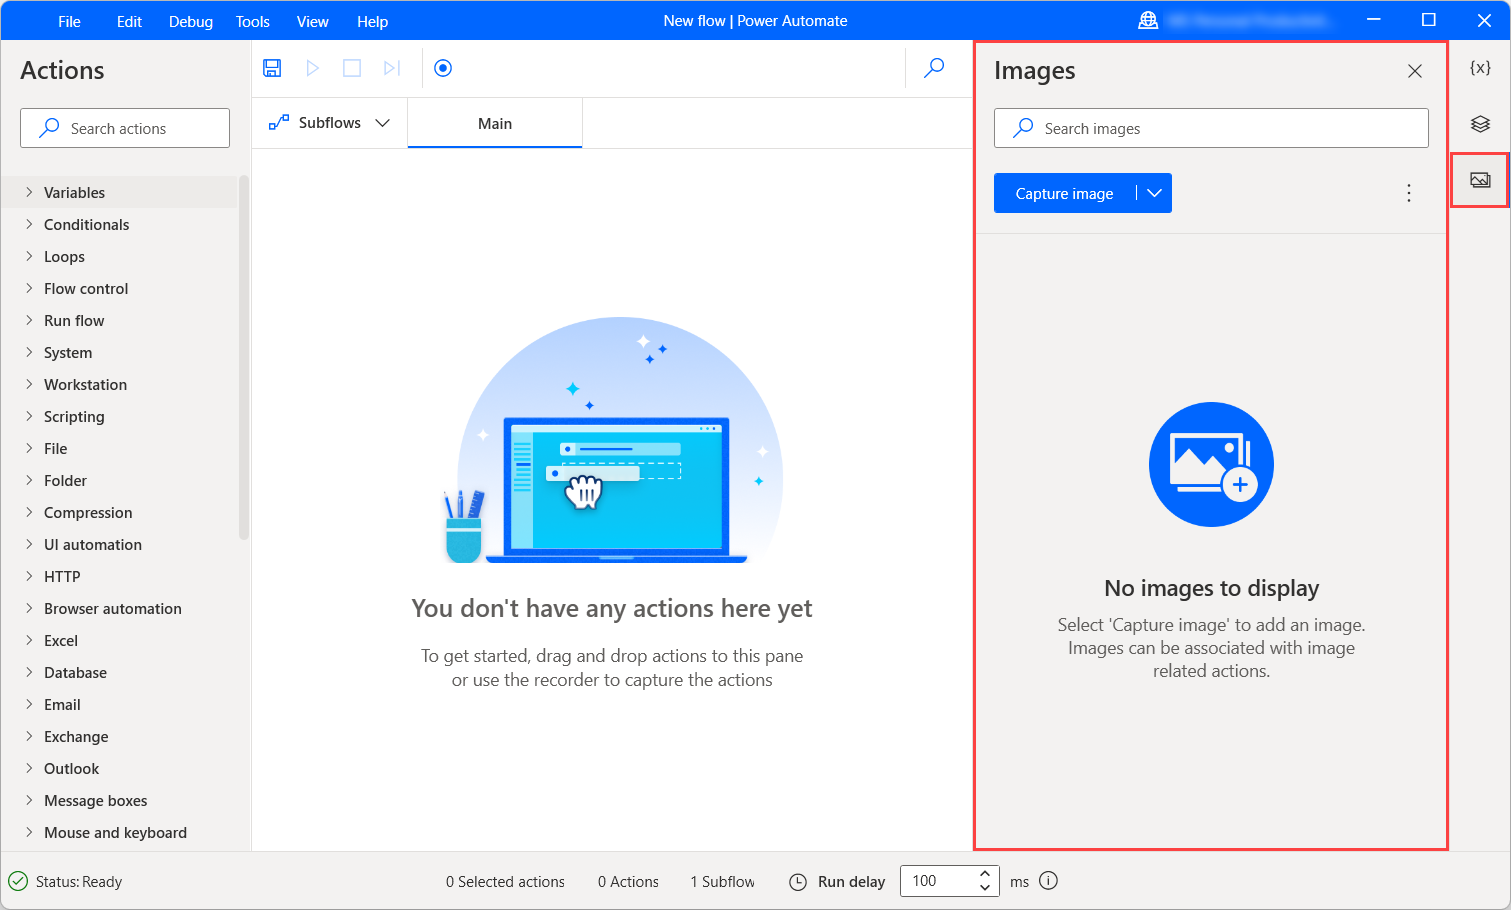 File Edit Debug Tools View Help New flow | Power Automate
Actions
Search actions
Variables
Conditionals
Loops
Flow control
Run flow
System
Workstation
Scripting
File
Folder
Compression
UI automation
HTTP
Browser automation
Excel
Database
Email
Exchange
Outlook
Message boxes
Mouse and keyboard
Subflows
Main
You don't have any actions here yet
To get started, drag and drop actions to this pane
or use the recorder to capture the actions
Images
Search images
Capture image
No images to display
Select 'Capture image' to add an image.
Images can be associated with image
related actions.
{x}
Status: Ready 0 Selected actions 0 Actions 1 Subflow Run delay 100 ms